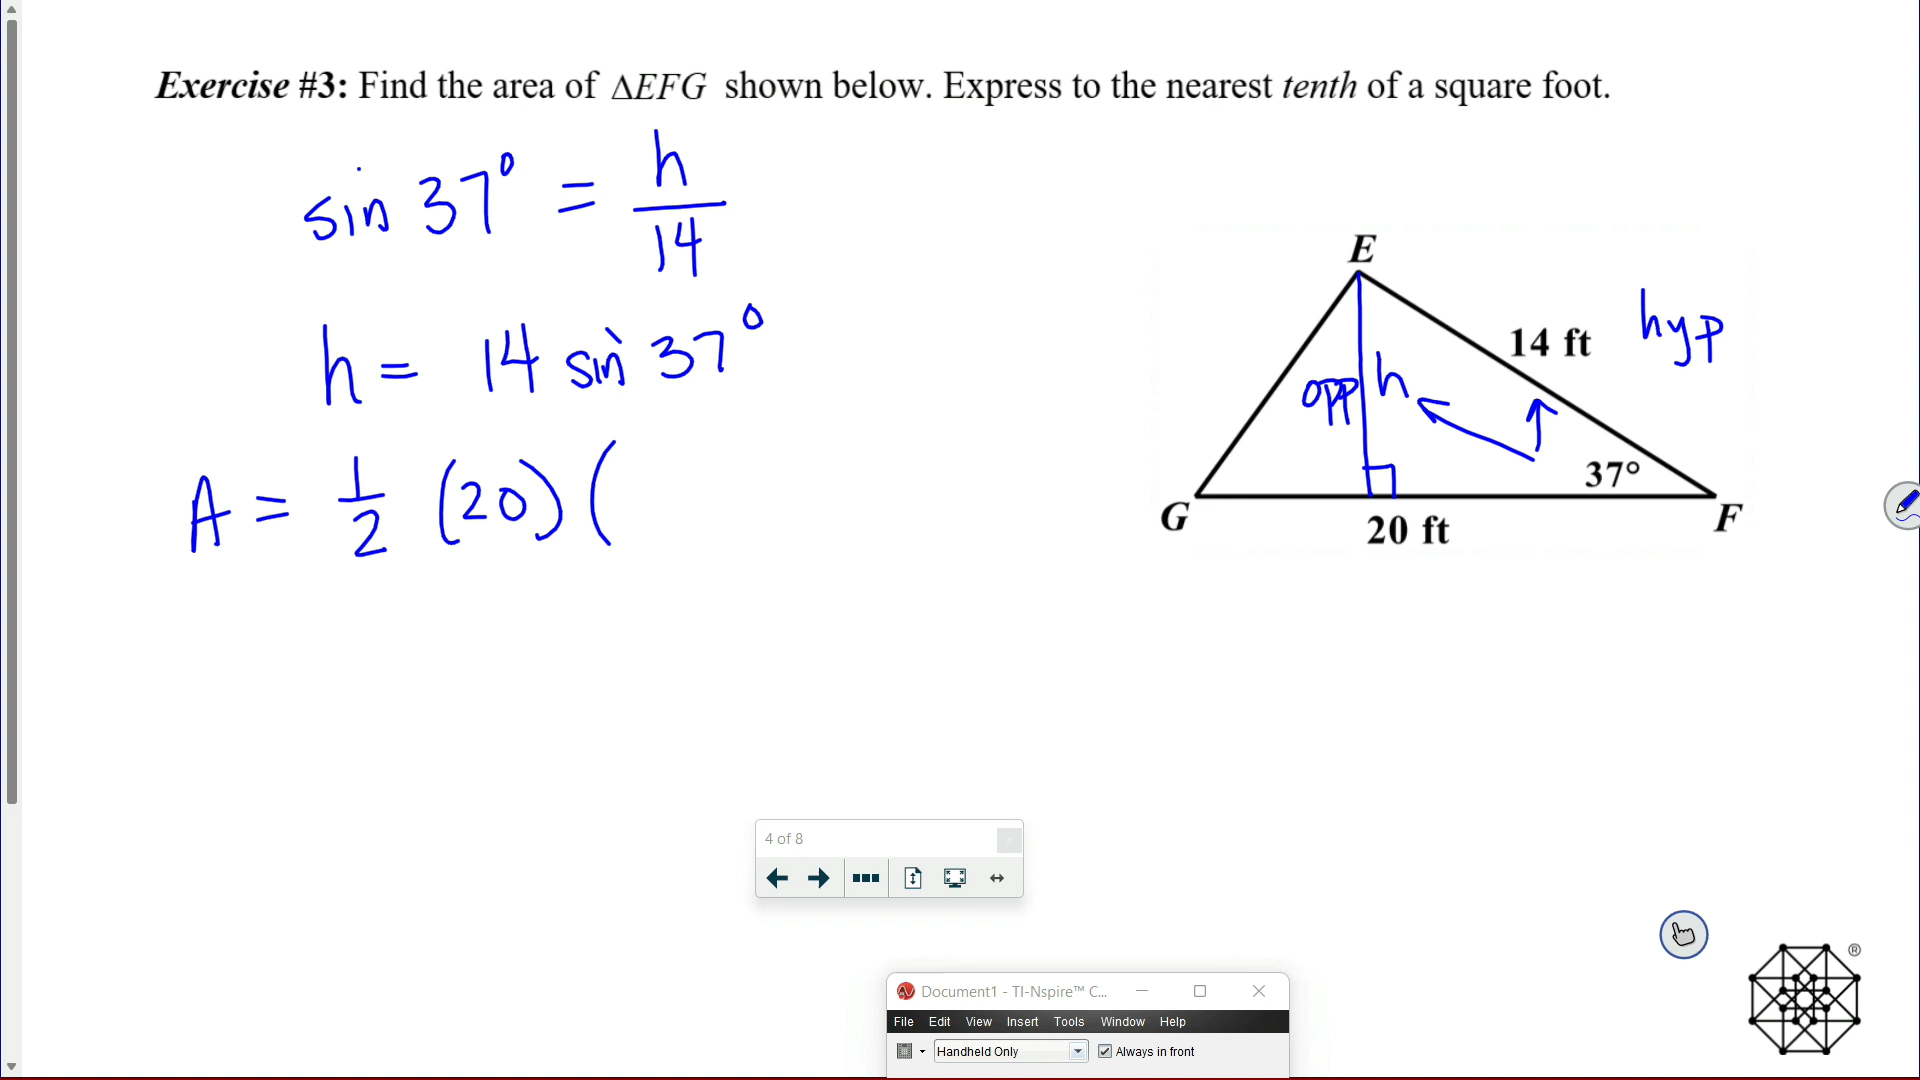 Exercise #3: Find the area of ΔEFG shown below. Express to the nearest tenth of a square foot.
sin 37° = h/14
h = 14 sin 37°
A = 1/2 (20) (
E
14 ft
hyp
opp
h
37°
G
20 ft
F
4 of 8
®
Document1 - TI-Nspire™ C...
File Edit View Insert Tools Window Help
Handheld Only Always in front